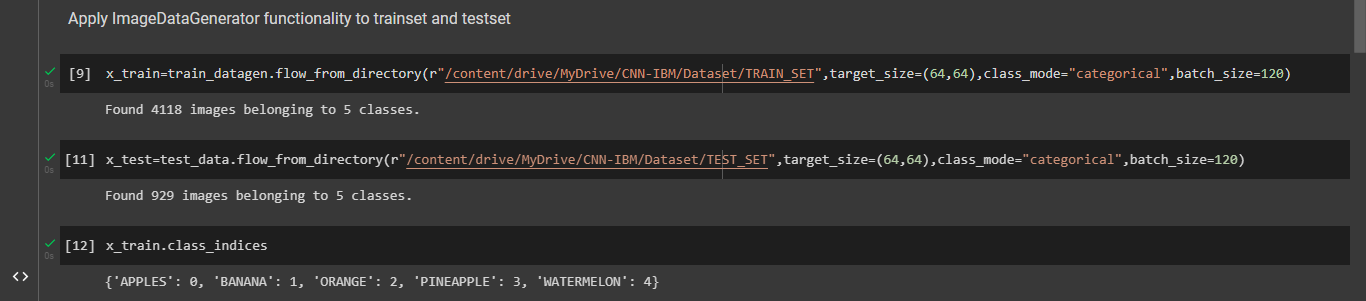 Apply ImageDataGenerator functionality to trainset and testset
[9] x_train=train_datagen.flow_from_directory(r"/content/drive/MyDrive/CNN-IBM/Dataset/TRAIN_SET",target_size=(64,64),class_mode="categorical",batch_size=120)
0s
Found 4118 images belonging to 5 classes.
[11] x_test=test_data.flow_from_directory(r"/content/drive/MyDrive/CNN-IBM/Dataset/TEST_SET",target_size=(64,64),class_mode="categorical",batch_size=120)
0s
Found 929 images belonging to 5 classes.
[12] x_train.class_indices
0s
{'APPLES': 0, 'BANANA': 1, 'ORANGE': 2, 'PINEAPPLE': 3, 'WATERMELON': 4}